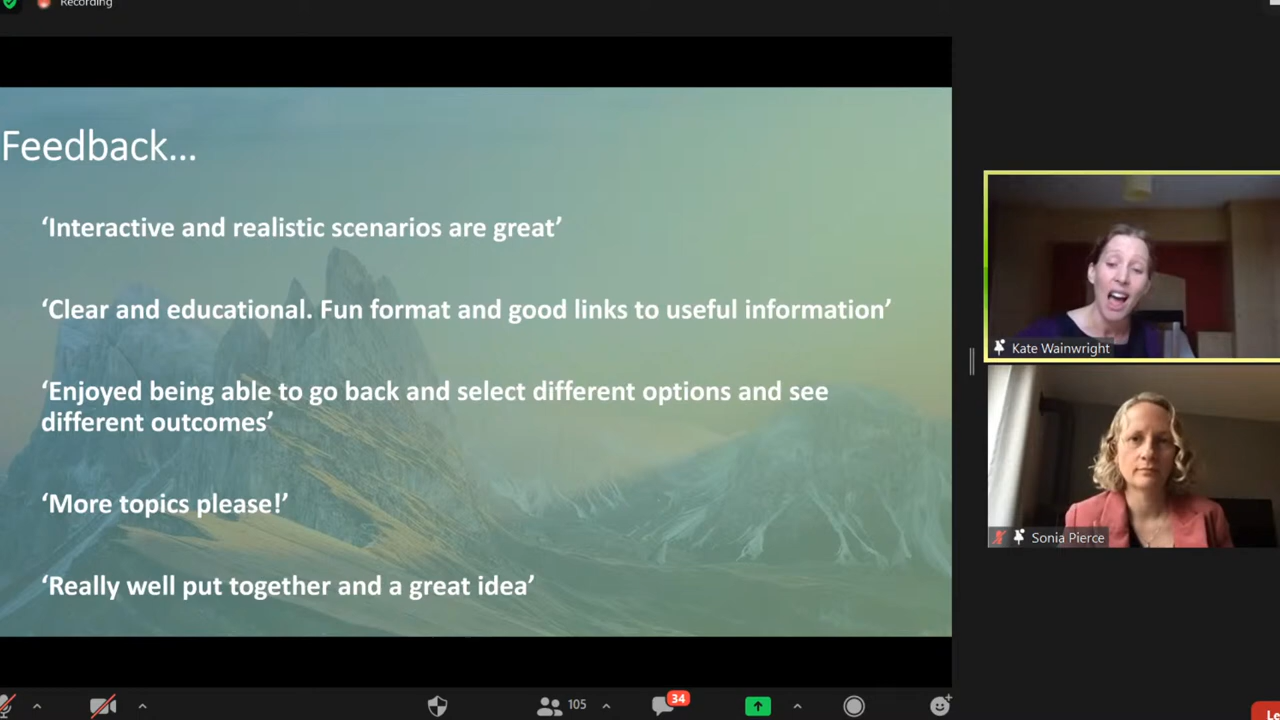 Recording
Feedback...
‘Interactive and realistic scenarios are great’
‘Clear and educational. Fun format and good links to useful information’
‘Enjoyed being able to go back and select different options and see
different outcomes’
‘More topics please!’
‘Really well put together and a great idea’
Kate Wainwright
Sonia Pierce
105
34